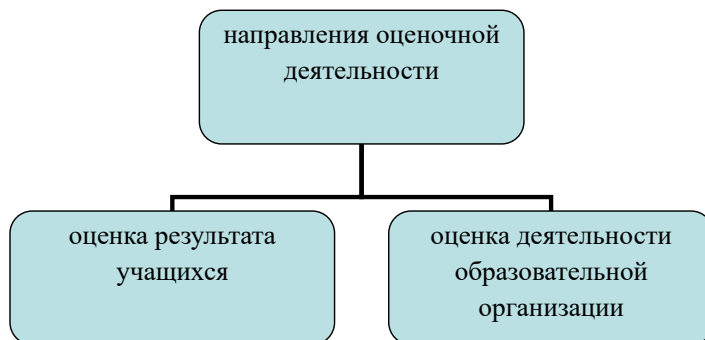 направления оценочной
деятельности
оценка результата
учащихся
оценка деятельности
образовательной
организации